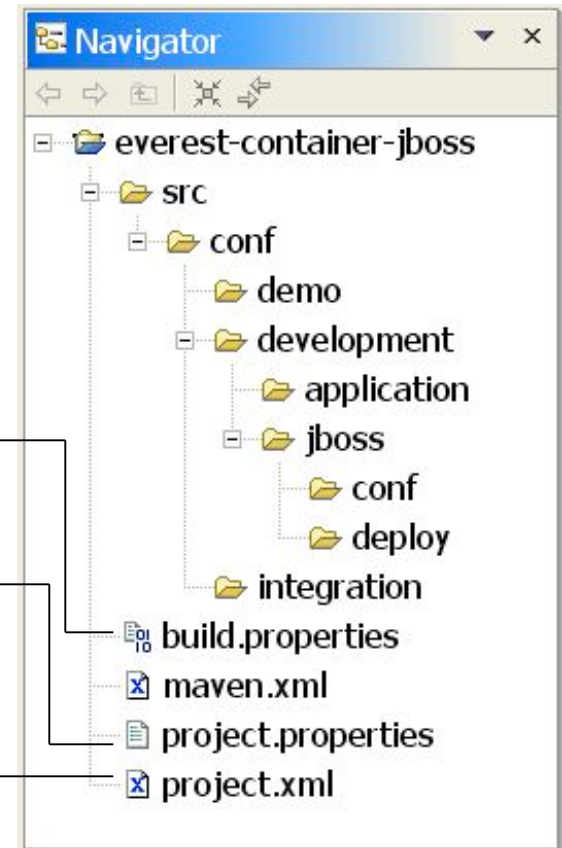 Navigator
everest-container-jboss
src
conf
demo
development
application
jboss
conf
deploy
integration
build.properties
maven.xml
project.properties
project.xml